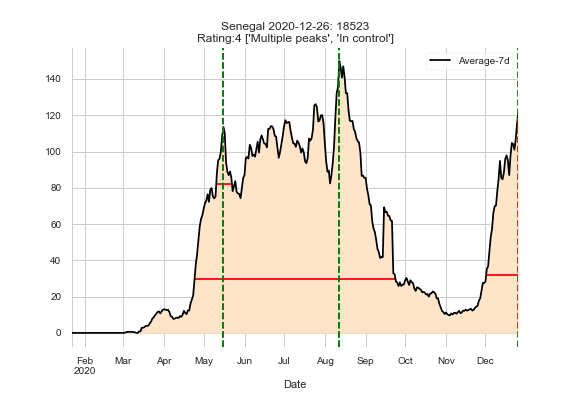 Senegal 2020-12-26: 18523
Rating:4 ['Multiple peaks', 'In control']
Average-7d
140
120
100
80
60
40
20
0
Feb Mar Apr May Jun Jul Aug Sep Oct Nov Dec
2020
Date